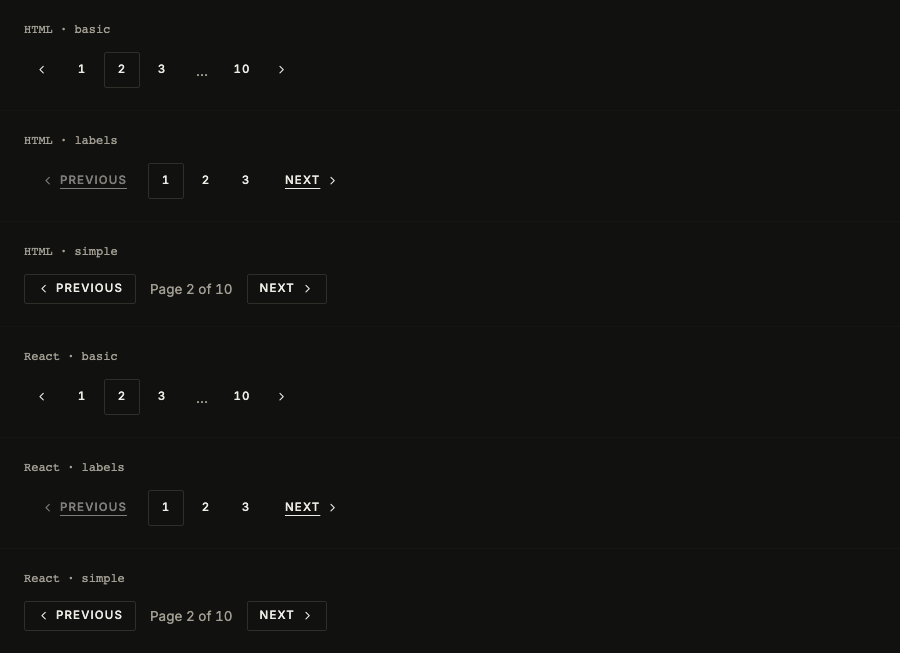 HTML · basic
‹ 1 2 3 … 10 ›
HTML · labels
‹ PREVIOUS 1 2 3 NEXT ›
HTML · simple
‹ PREVIOUS Page 2 of 10 NEXT ›
React · basic
‹ 1 2 3 … 10 ›
React · labels
‹ PREVIOUS 1 2 3 NEXT ›
React · simple
‹ PREVIOUS Page 2 of 10 NEXT ›